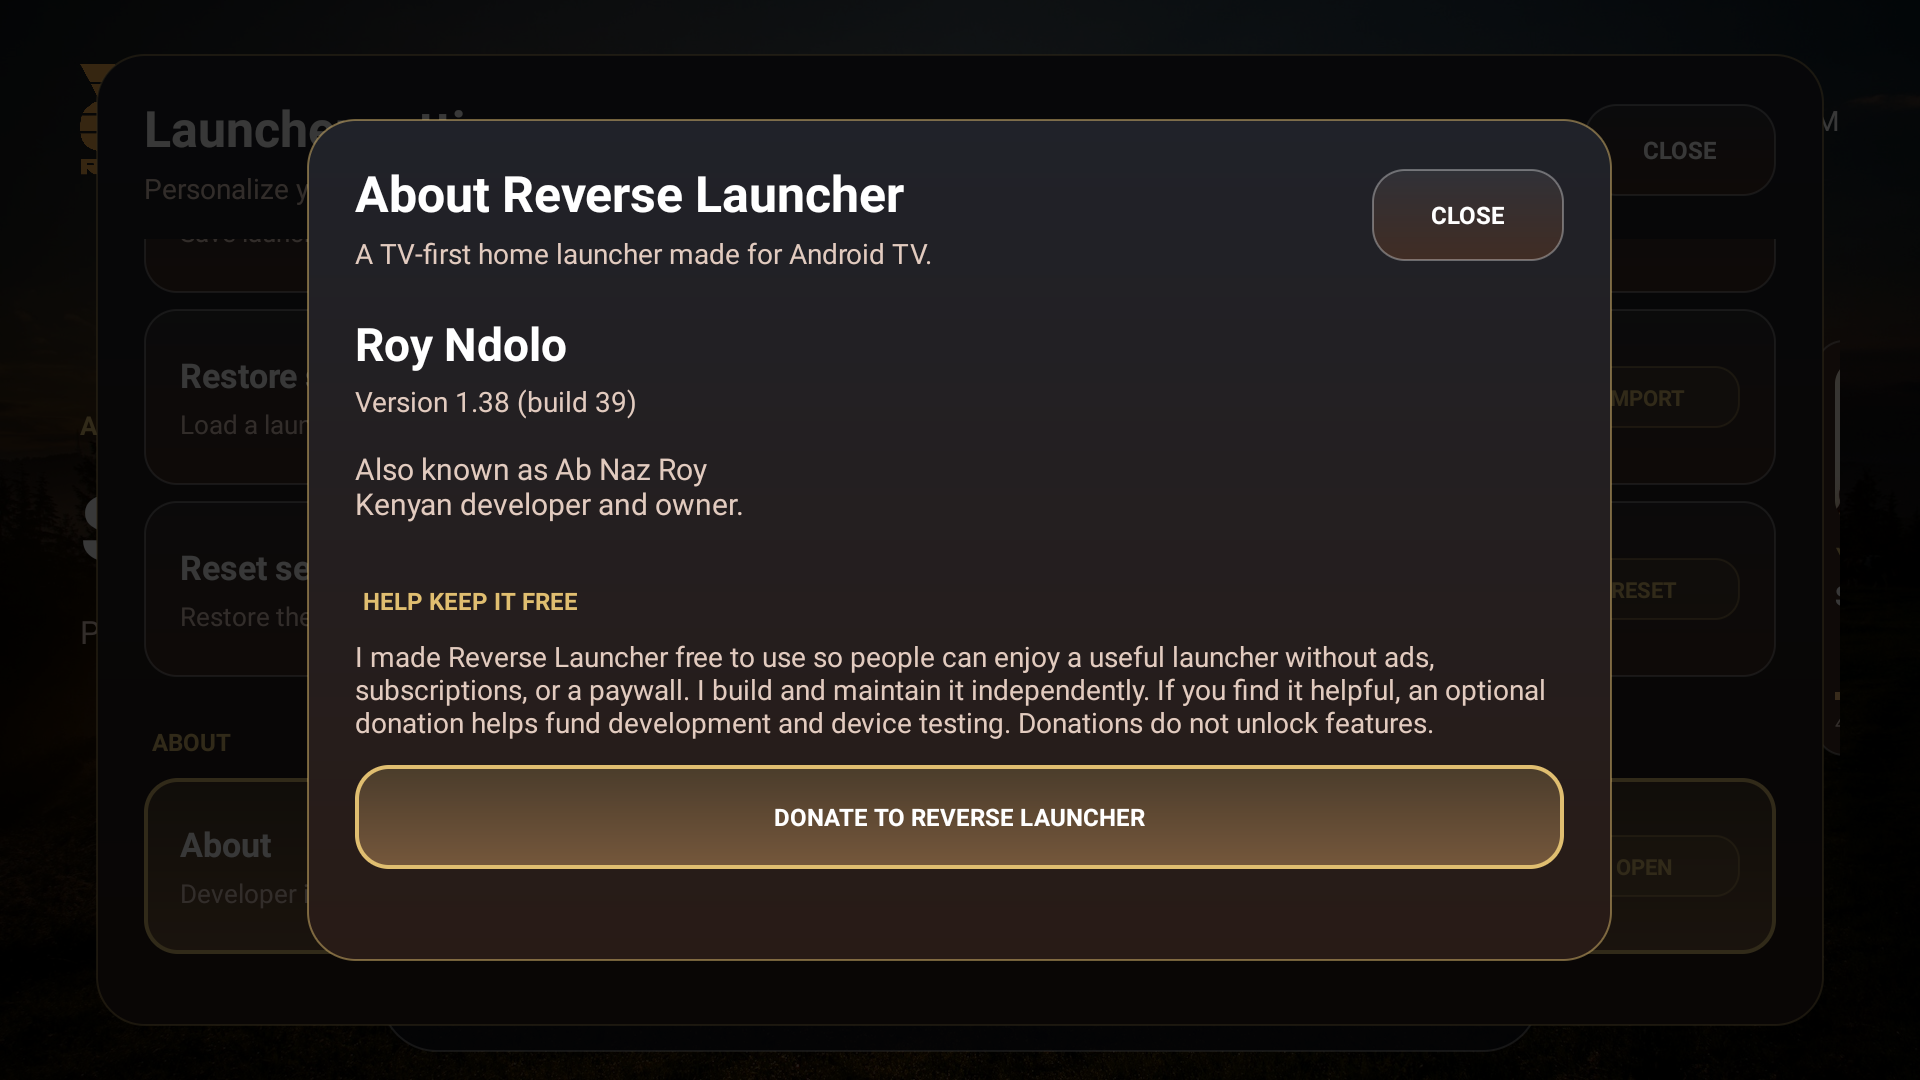 Launcher
CLOSE
Personalize
About Reverse Launcher
CLOSE
A TV-first home launcher made for Android TV.
Roy Ndolo
Version 1.38 (build 39)
Also known as Ab Naz Roy
Kenyan developer and owner.
HELP KEEP IT FREE
I made Reverse Launcher free to use so people can enjoy a useful launcher without ads,
subscriptions, or a paywall. I build and maintain it independently. If you find it helpful, an optional
donation helps fund development and device testing. Donations do not unlock features.
DONATE TO REVERSE LAUNCHER
Restore
Load a
MPORT
Reset
Restore the
RESET
ABOUT
About
Developer
OPEN